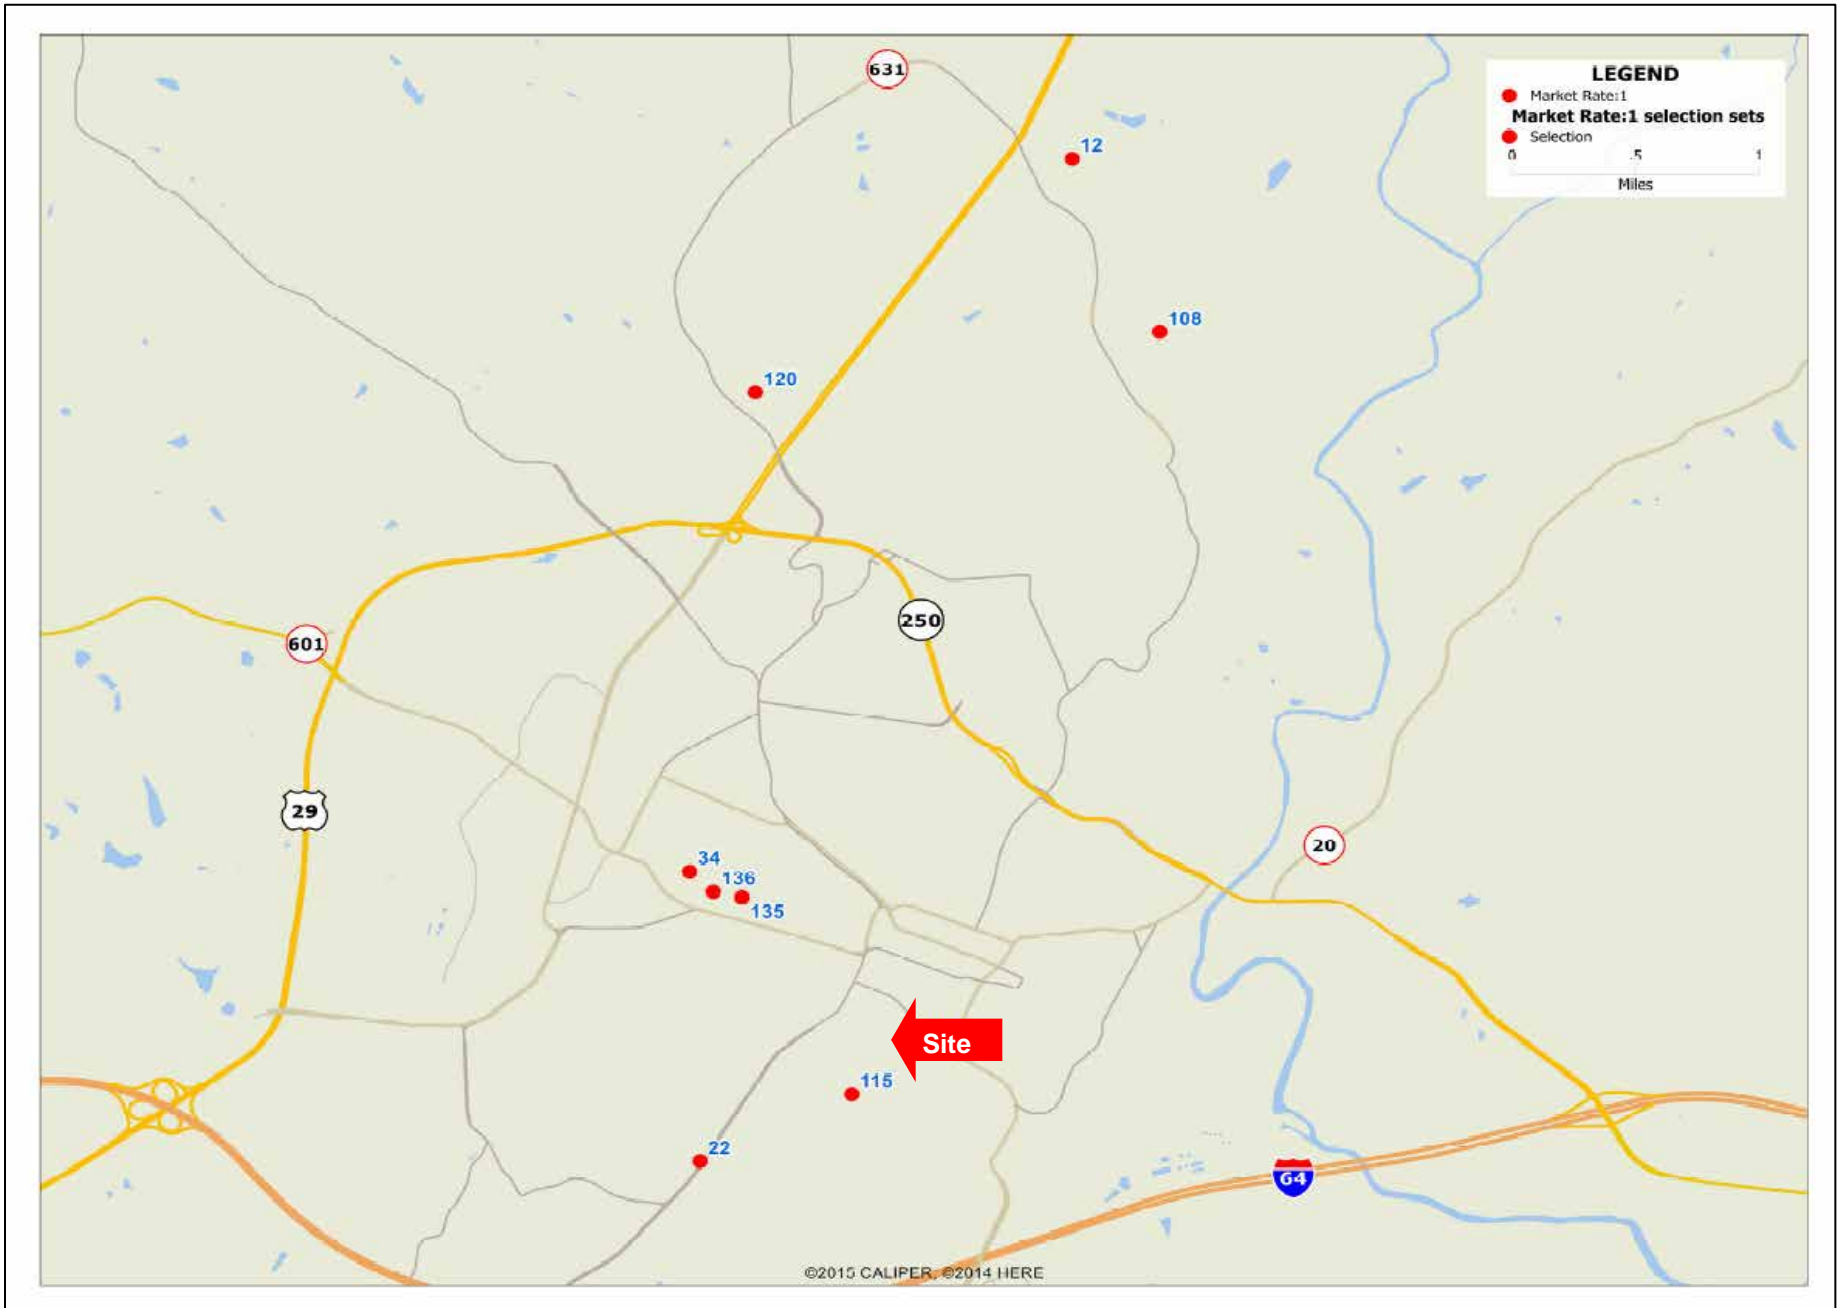 631
LEGEND
Market Rate:1
Market Rate:1 selection sets
Selection
0 .5 1
Miles
12
108
120
250
601
29
20
34
136
135
Site
115
22
64
©2015 CALIPER, ©2014 HERE